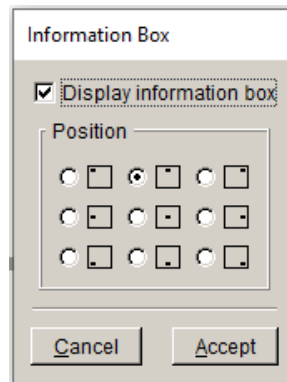 Information Box
Display information box
Position
Cancel Accept